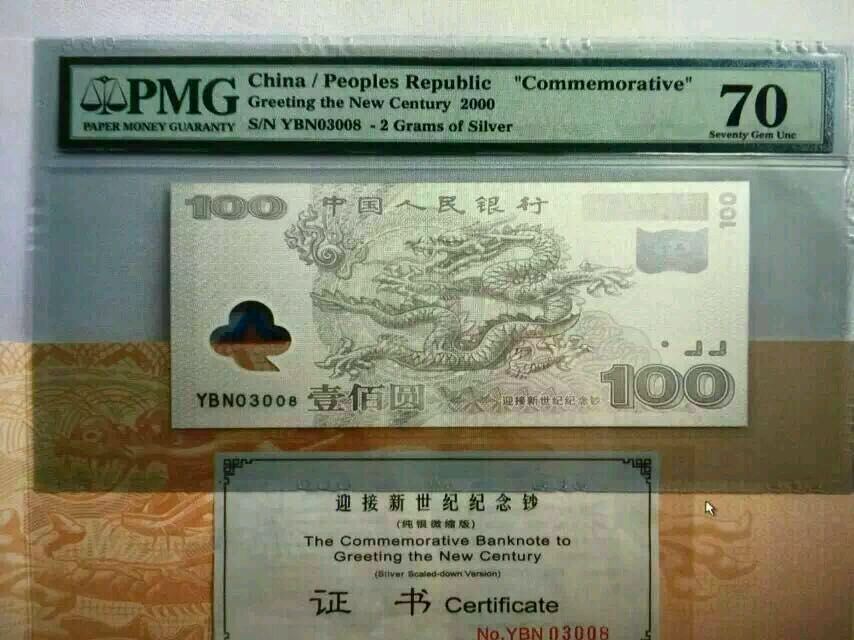 PMG
PAPER MONEY GUARANTY
China / Peoples Republic "Commemorative"
Greeting the New Century 2000
S/N YBN03008 - 2 Grams of Silver
70
Seventy Gem Unc
100 中国人民银行
100
YBN03008 壹佰圆
迎接新世纪纪念钞
100
迎接新世纪纪念钞
(纯银微缩版)
The Commemorative Banknote to
Greeting the New Century
(Silver Scaled-down Version)
证 书 Certificate
No.YBN 03008